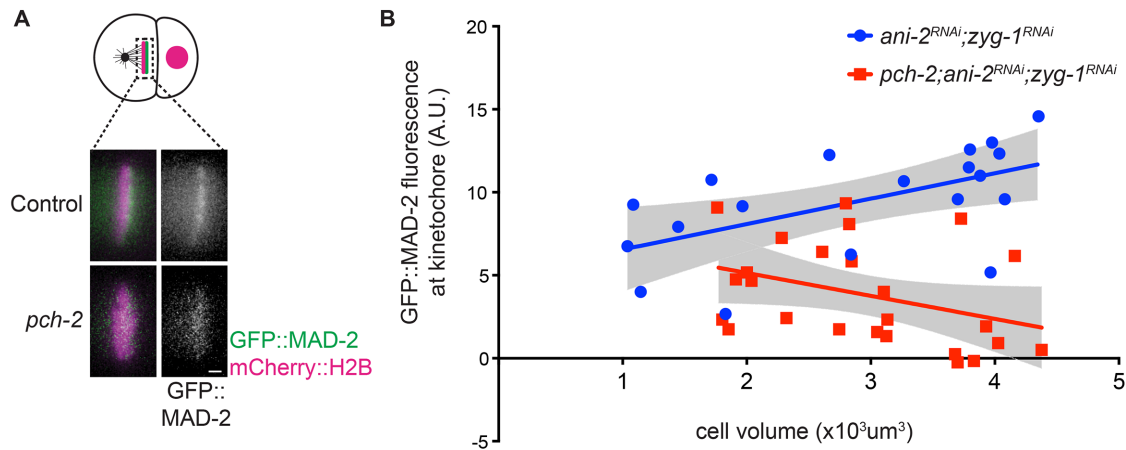 A
Control
pch-2
GFP::MAD-2
mCherry::H2B
GFP::
MAD-2
B
GFP::MAD-2 fluorescence
at kinetochore (A.U.)
20
15
10
5
0
-5
1 2 3 4 5
cell volume (x10³um³)
ani-2ᴿᴺᴬⁱ;zyg-1ᴿᴺᴬⁱ
pch-2;ani-2ᴿᴺᴬⁱ;zyg-1ᴿᴺᴬⁱ